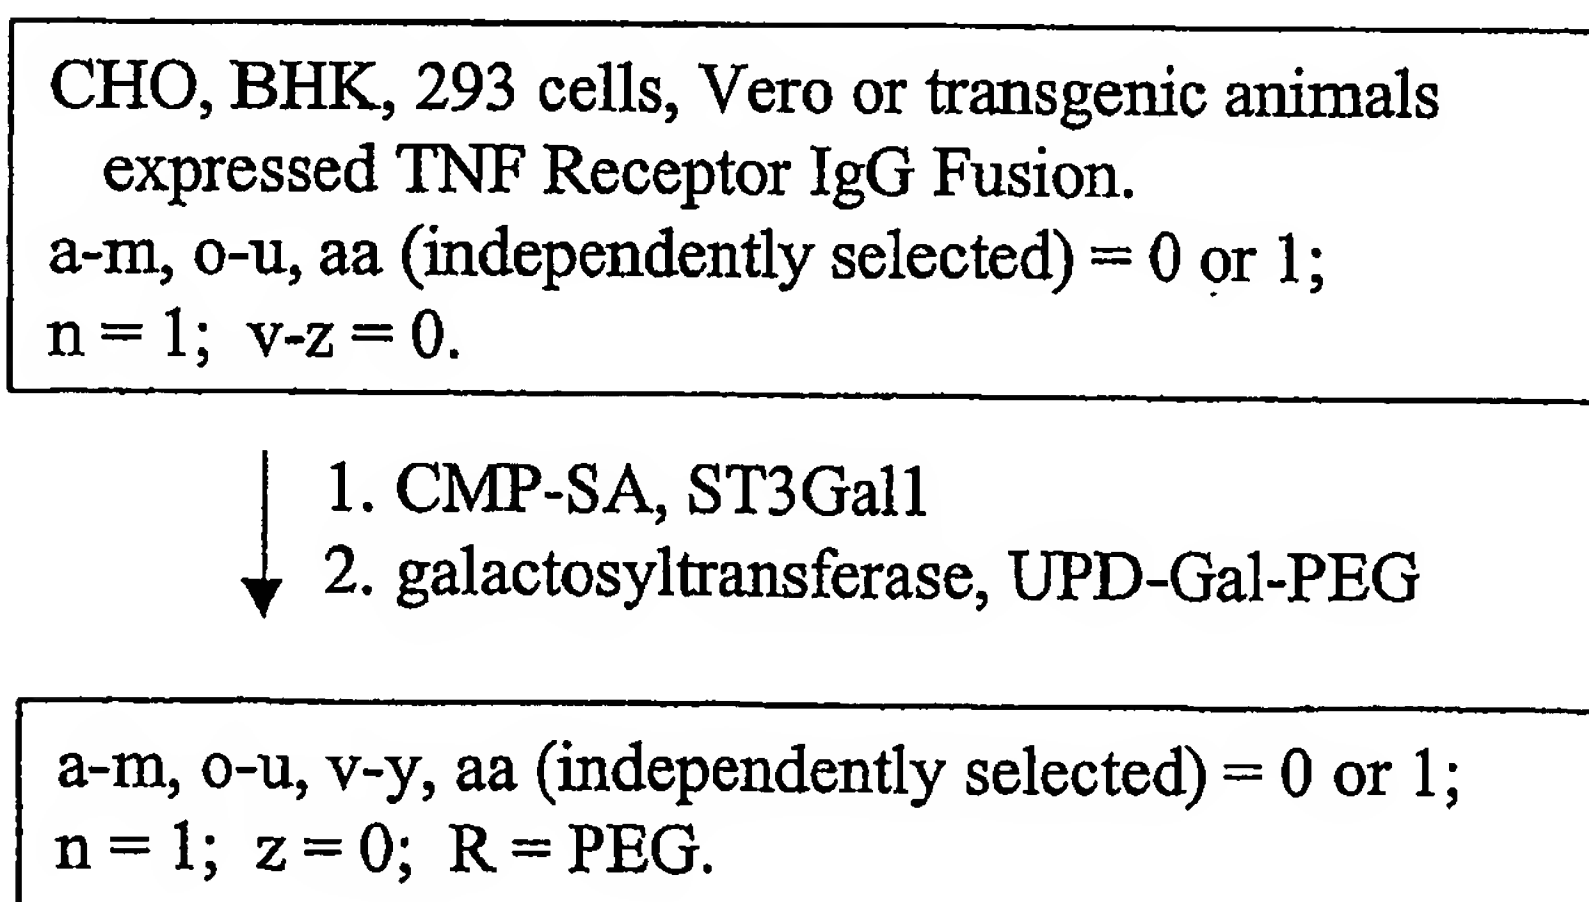 CHO, BHK, 293 cells, Vero or transgenic animals
expressed TNF Receptor IgG Fusion.
a-m, o-u, aa (independently selected) = 0 or 1;
n = 1; v-z = 0.
1. CMP-SA, ST3Gal1
2. galactosyltransferase, UPD-Gal-PEG
a-m, o-u, v-y, aa (independently selected) = 0 or 1;
n = 1; z = 0; R = PEG.